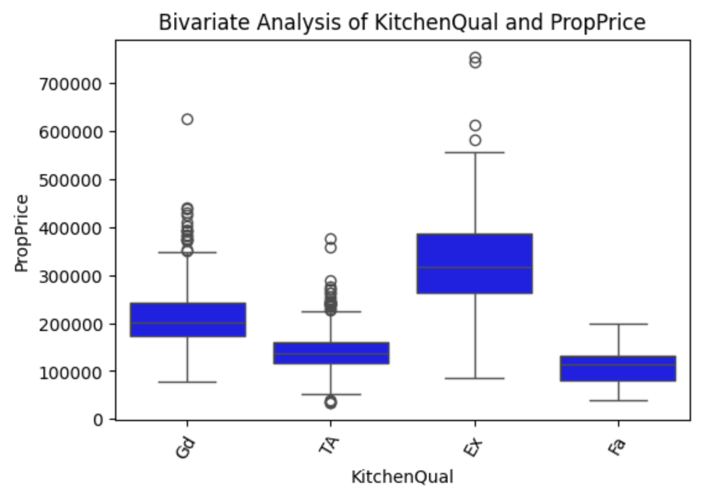 Bivariate Analysis of KitchenQual and PropPrice
700000
600000
500000
400000
300000
200000
100000
0
PropPrice
Gd
TA
Ex
Fa
KitchenQual